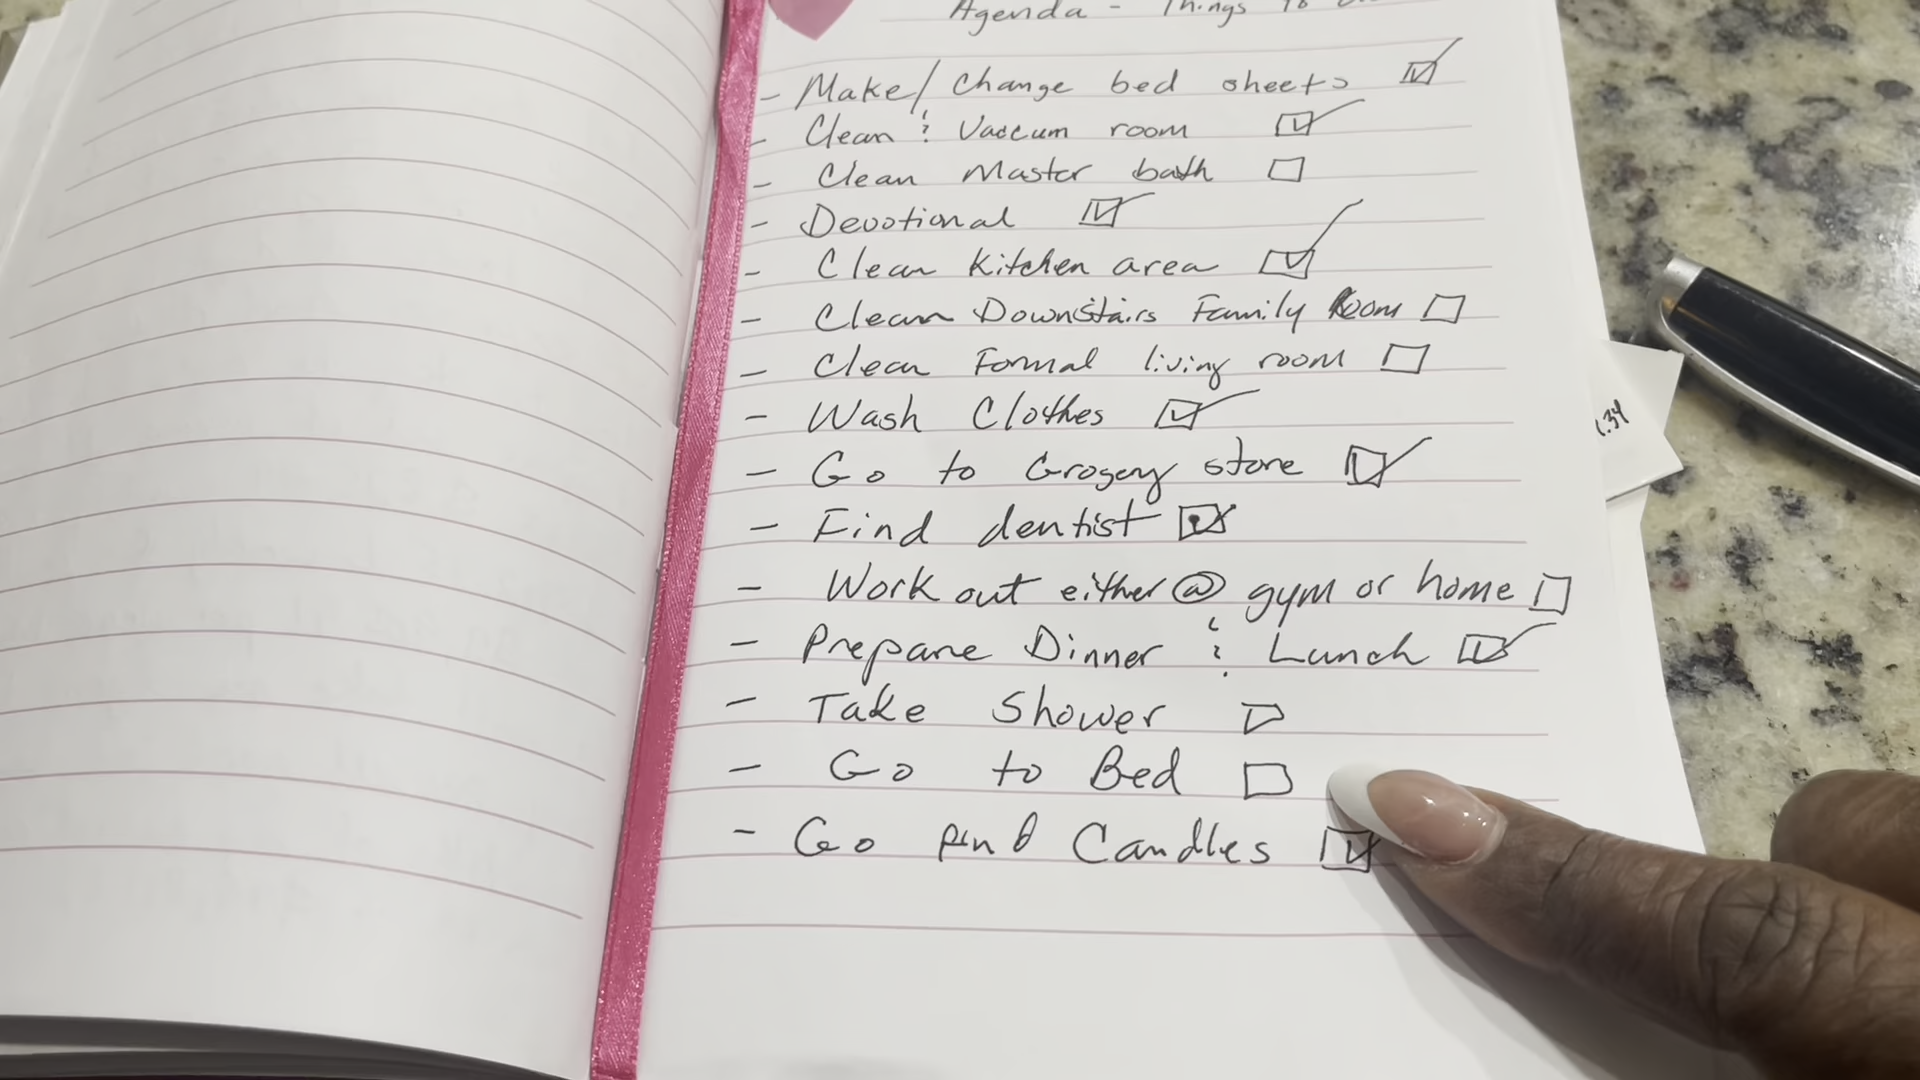 Agenda - Things To
- Make/Change bed sheets ☑
- Clean & Vaccum room ☑
- Clean Master bath ☐
- Devotional ☑
- Clean Kitchen area ☑
- Clean Downstairs Family Room ☐
- Clean Formal living room ☐
- Wash Clothes ☑
- Go to Grogery store ☑
- Find dentist ☑
- Work out either @ gym or home ☐
- Prepare Dinner & Lunch ☑
- Take Shower ☐
- Go to Bed ☐
- Go find Candles ☑